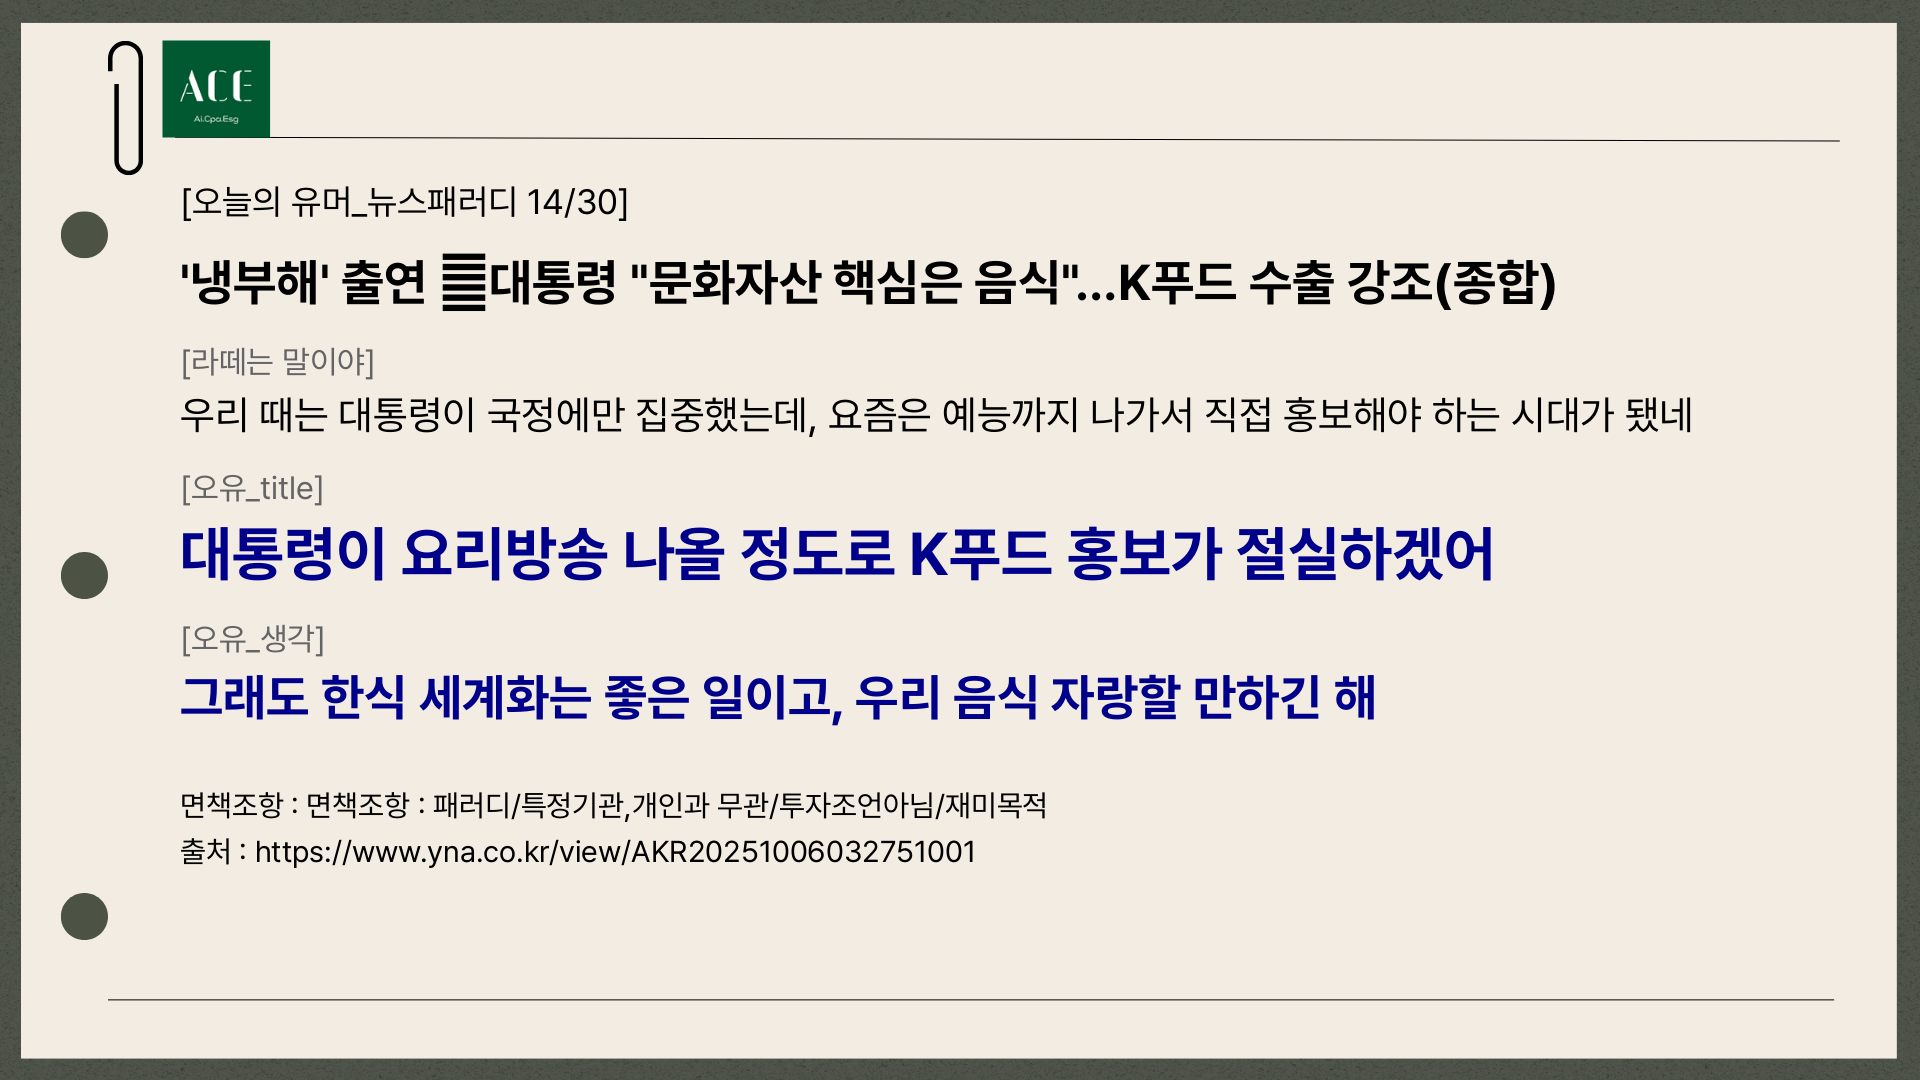 ACE
Ai.Cpa.Esg
[오늘의 유머_뉴스패러디 14/30]
'냉부해' 출연 대통령 "문화자산 핵심은 음식"...K푸드 수출 강조(종합)
[라떼는 말이야]
우리 때는 대통령이 국정에만 집중했는데, 요즘은 예능까지 나가서 직접 홍보해야 하는 시대가 됐네
[오유_title]
대통령이 요리방송 나올 정도로 K푸드 홍보가 절실하겠어
[오유_생각]
그래도 한식 세계화는 좋은 일이고, 우리 음식 자랑할 만하긴 해
면책조항 : 면책조항 : 패러디/특정기관,개인과 무관/투자조언아님/재미목적
출처 : https://www.yna.co.kr/view/AKR20251006032751001